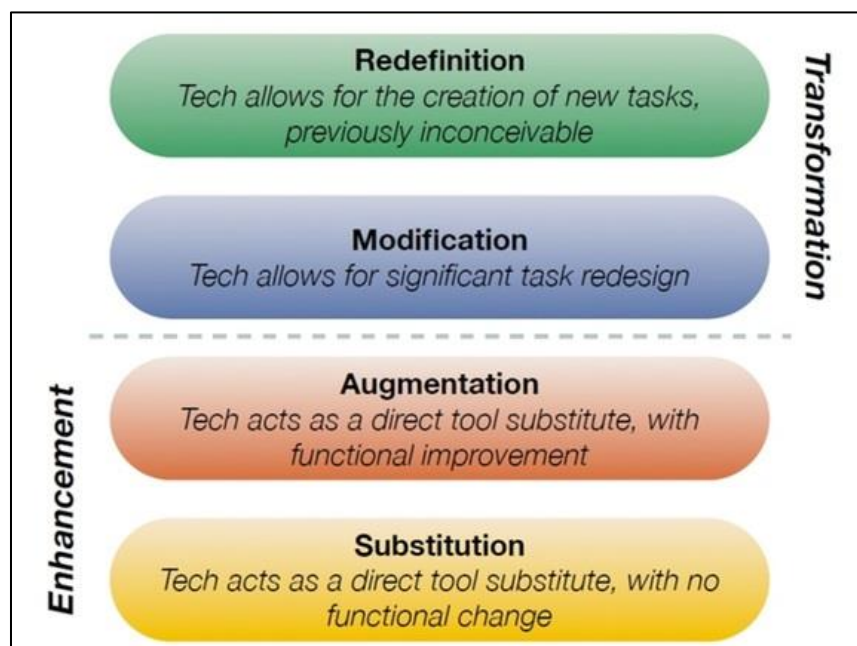 Redefinition
Tech allows for the creation of new tasks,
previously inconceivable
Transformation
Modification
Tech allows for significant task redesign
Augmentation
Tech acts as a direct tool substitute, with
functional improvement
Enhancement
Substitution
Tech acts as a direct tool substitute, with no
functional change